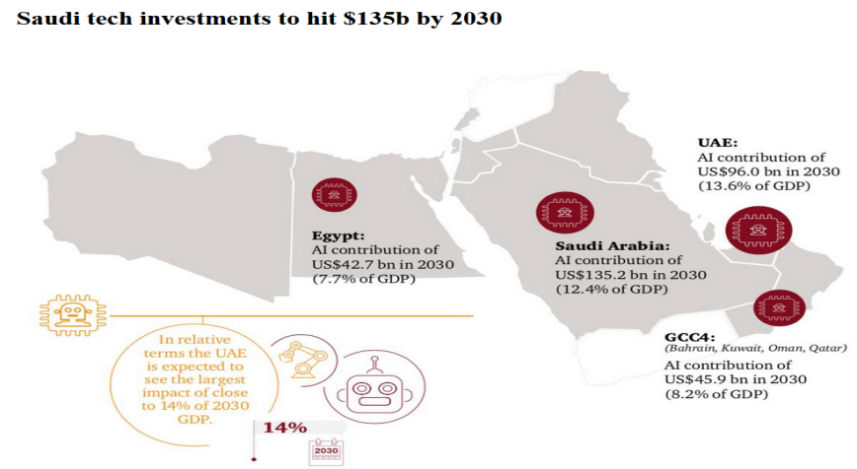 Saudi tech investments to hit $135b by 2030
UAE:
AI contribution of
US$96.0 bn in 2030
(13.6% of GDP)
Egypt:
AI contribution of
US$42.7 bn in 2030
(7.7% of GDP)
Saudi Arabia:
AI contribution of
US$135.2 bn in 2030
(12.4% of GDP)
GCC4:
(Bahrain, Kuwait, Oman, Qatar)
AI contribution of
US$45.9 bn in 2030
(8.2% of GDP)
In relative
terms the UAE
is expected to
see the largest
impact of close
to 14% of 2030
GDP.
14%
2030